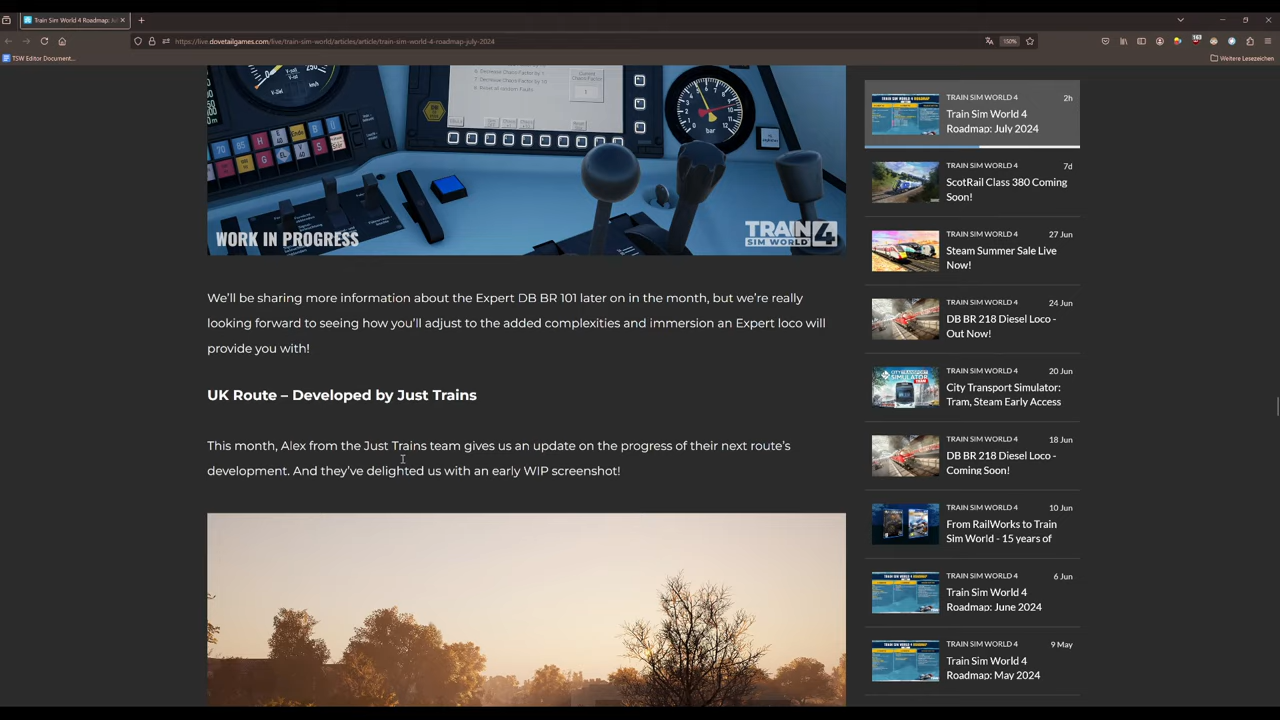 Train Sim World 4 Roadmap: Ju
https://live.dovetailgames.com/live/train-sim-world/articles/article/train-sim-world-4-roadmap-july-2024
150%
163
TSW Editor Document...
Weitere Lesezeichen
bar
WORK IN PROGRESS
TRAIN SIM WORLD 4
We'll be sharing more information about the Expert DB BR 101 later on in the month, but we're really
looking forward to seeing how you'll adjust to the added complexities and immersion an Expert loco will
provide you with!
UK Route – Developed by Just Trains
This month, Alex from the Just Trains team gives us an update on the progress of their next route's
development. And they've delighted us with an early WIP screenshot!
TRAIN SIM WORLD 4 2h
Train Sim World 4
Roadmap: July 2024
TRAIN SIM WORLD 4 7d
ScotRail Class 380 Coming
Soon!
TRAIN SIM WORLD 4 27 Jun
Steam Summer Sale Live
Now!
TRAIN SIM WORLD 4 24 Jun
DB BR 218 Diesel Loco -
Out Now!
TRAIN SIM WORLD 4 20 Jun
City Transport Simulator:
Tram, Steam Early Access
TRAIN SIM WORLD 4 18 Jun
DB BR 218 Diesel Loco -
Coming Soon!
TRAIN SIM WORLD 4 10 Jun
From RailWorks to Train
Sim World - 15 years of
TRAIN SIM WORLD 4 6 Jun
Train Sim World 4
Roadmap: June 2024
TRAIN SIM WORLD 4 9 May
Train Sim World 4
Roadmap: May 2024